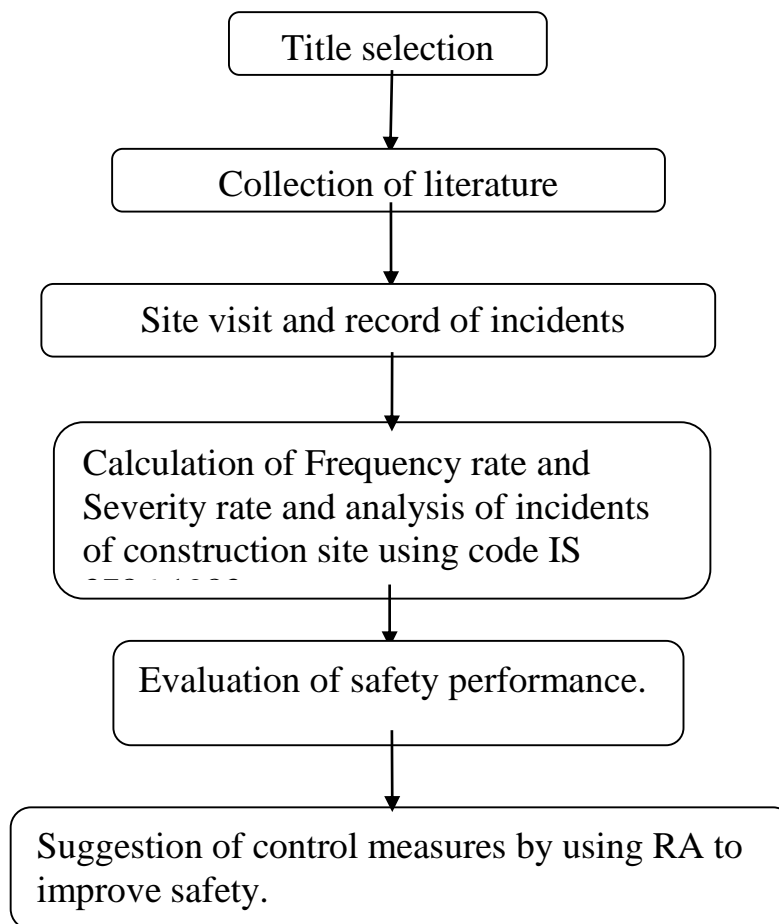 Title selection
Collection of literature
Site visit and record of incidents
Calculation of Frequency rate and
Severity rate and analysis of incidents
of construction site using code IS
Evaluation of safety performance.
Suggestion of control measures by using RA to
improve safety.